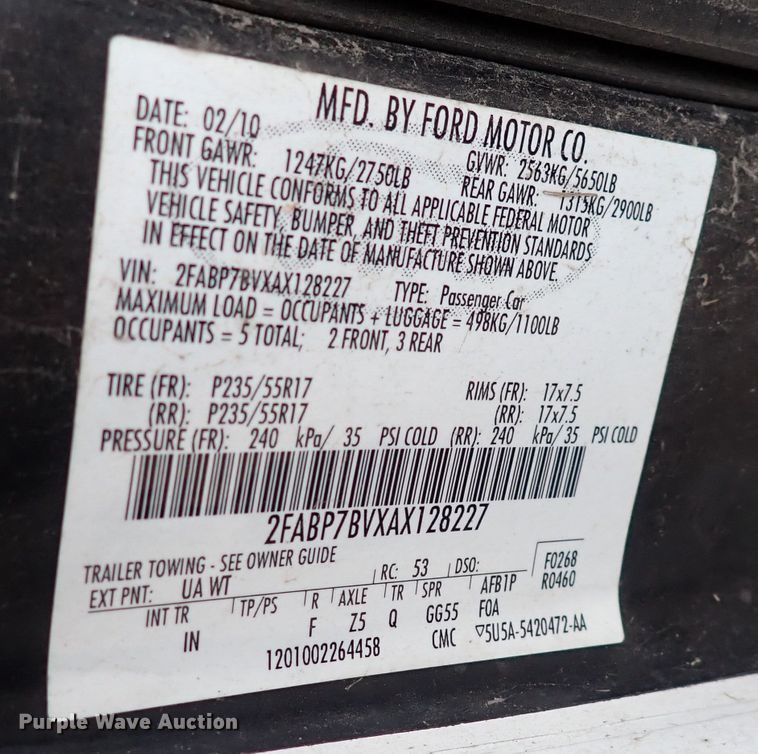 MFD. BY FORD MOTOR CO.
DATE: 02/10 GVWR: 2563KG/5650LB
FRONT GAWR: 1247KG/2750LB REAR GAWR: 1315KG/2900LB
THIS VEHICLE CONFORMS TO ALL APPLICABLE FEDERAL MOTOR
VEHICLE SAFETY, BUMPER, AND THEFT PREVENTION STANDARDS
IN EFFECT ON THE DATE OF MANUFACTURE SHOWN ABOVE.
VIN: 2FABP7BVXAX128227 TYPE: Passenger Car
MAXIMUM LOAD = OCCUPANTS + LUGGAGE = 498KG/1100LB
OCCUPANTS = 5 TOTAL; 2 FRONT, 3 REAR
TIRE (FR): P235/55R17 RIMS (FR): 17x7.5
(RR): P235/55R17 (RR): 17x7.5
PRESSURE (FR): 240 kPa/ 35 PSI COLD (RR): 240 kPa/ 35 PSI COLD
2FABP7BVXAX128227
TRAILER TOWING - SEE OWNER GUIDE F0268
EXT PNT: UA WT RC: 53 DSO: R0460
INT TR TP/PS R AXLE TR SPR AFB1P
IN F Z5 Q GG55 FOA
1201002264458 CMC ▽5U5A-5420472-AA
Purple Wave Auction